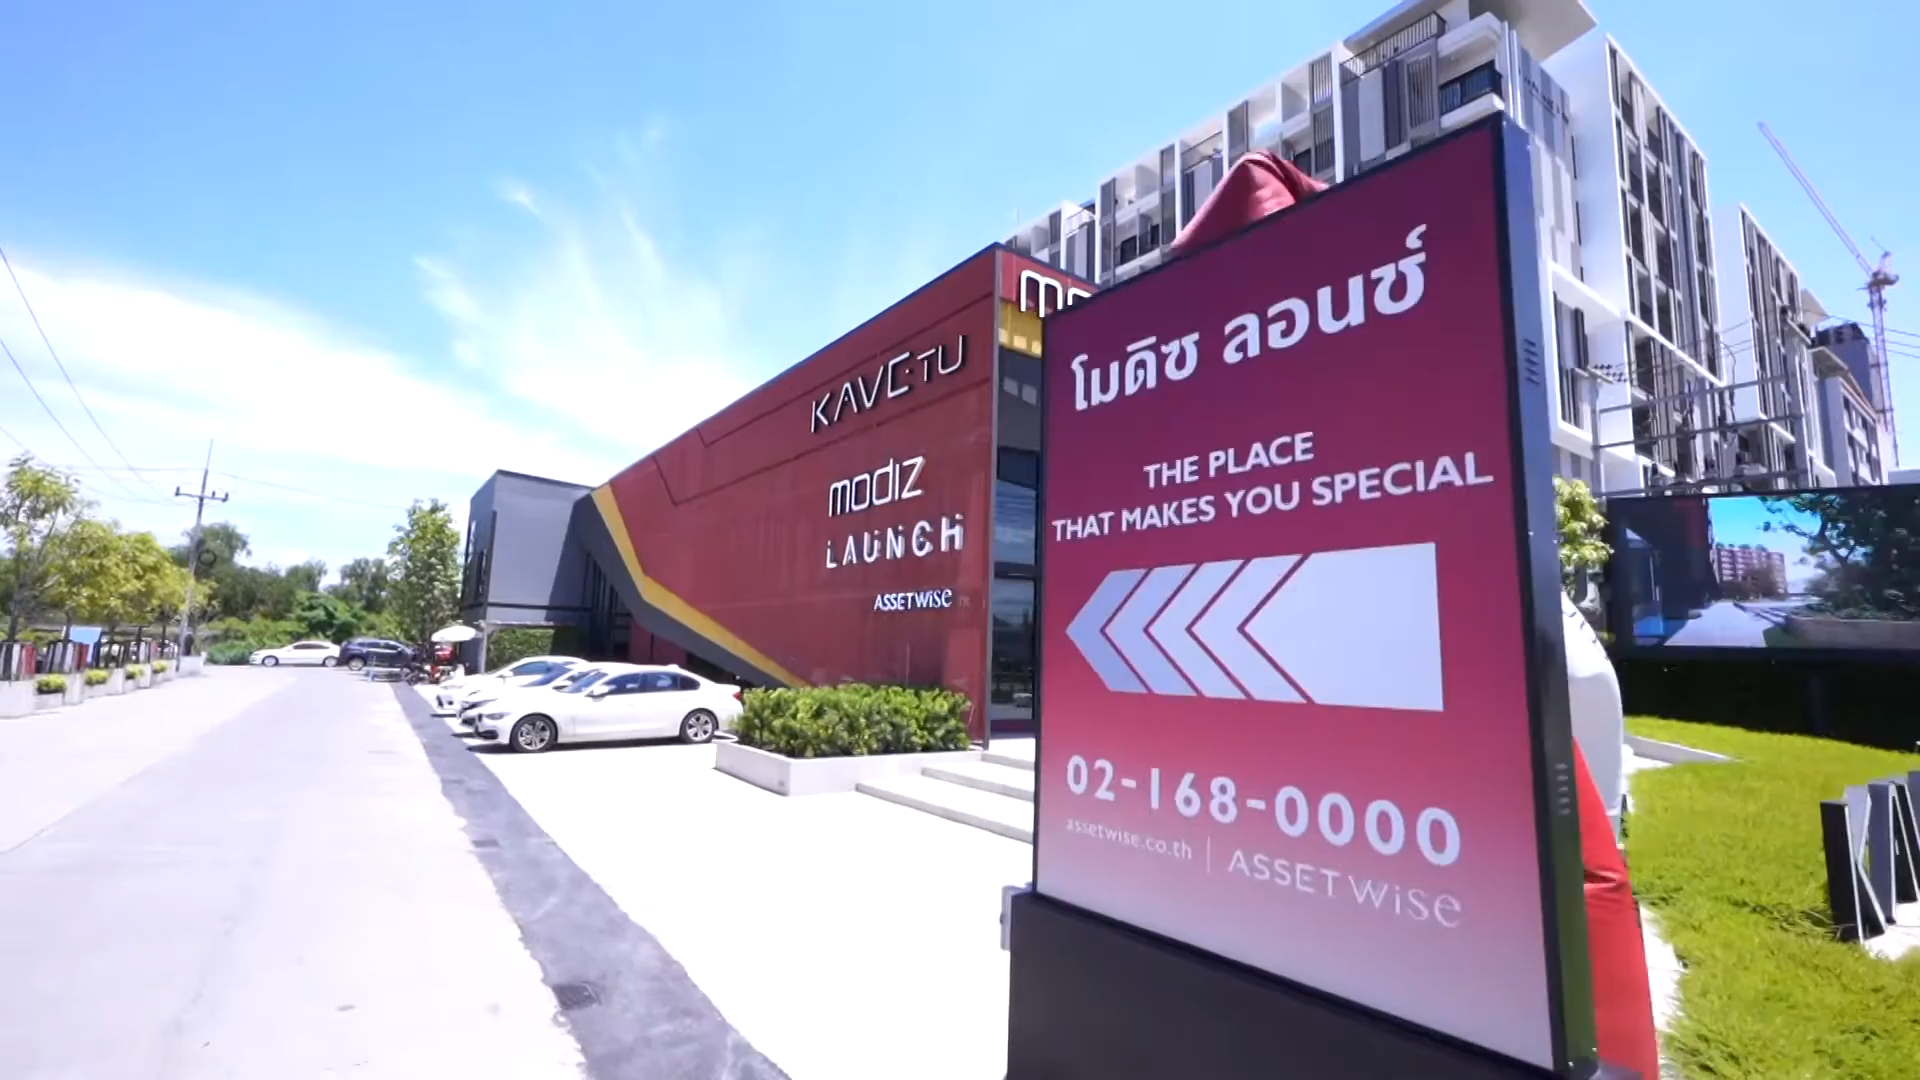 KAVE TU
modiz
LAUNCH
ASSETWISE
โมดิซ ลอนซ์
THE PLACE
THAT MAKES YOU SPECIAL
02-168-0000
assetwise.co.th | ASSETWISE